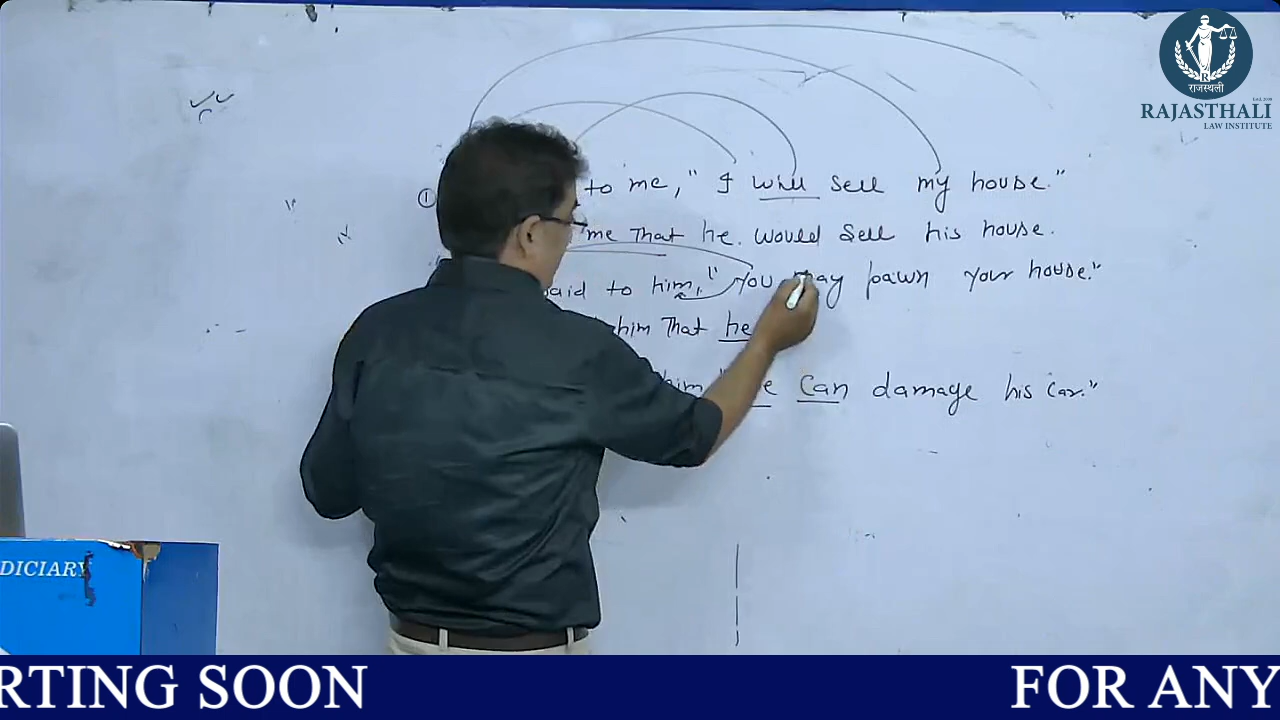 राजस्थली
RAJASTHALI
LAW INSTITUTE
① to me," I will sell my house."
me that he would sell his house.
said to him," You may pawn your house."
him That he
him can damage his car."
DICIARY
RTING SOON
FOR ANY